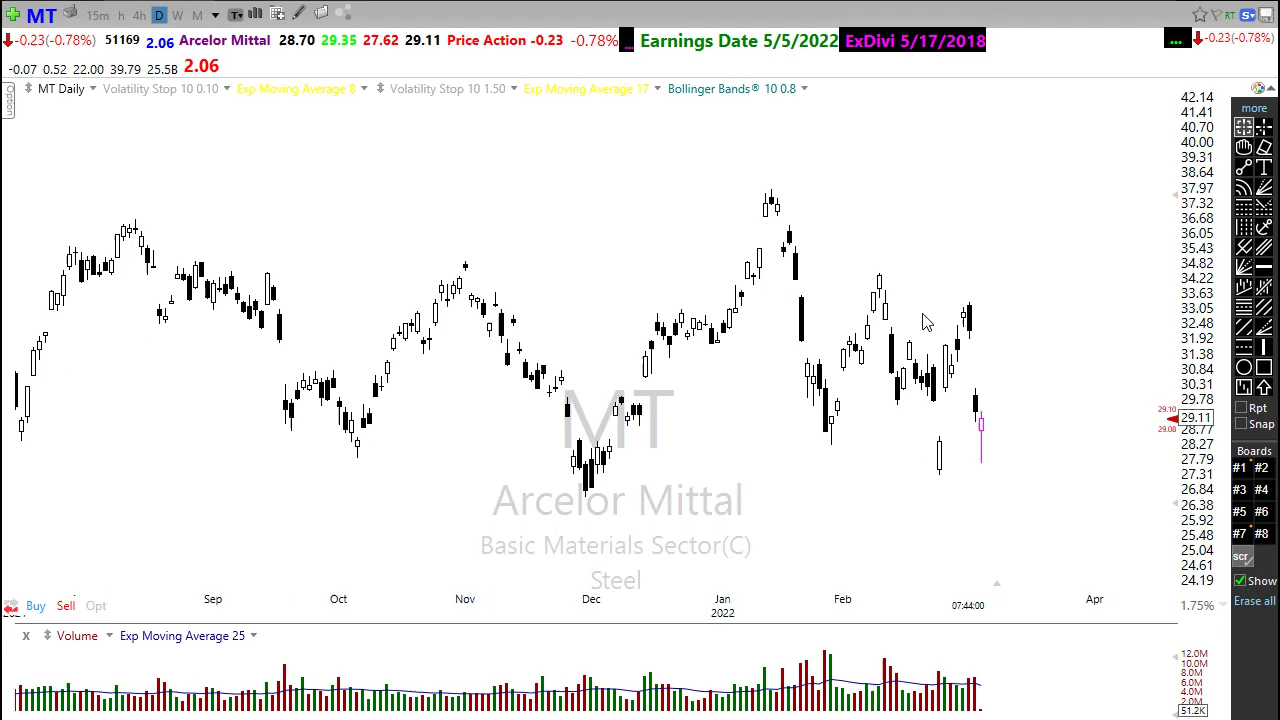 MT 15m h 4h D W M T RT S
-0.23(-0.78%) 51169 2.06 Arcelor Mittal 28.70 29.35 27.62 29.11 Price Action -0.23 -0.78% ... Earnings Date 5/5/2022 ExDivi 5/17/2018 ... -0.23(-0.78%)
-0.07 0.52 22.00 39.79 25.5B 2.06
Option
MT Daily Volatility Stop 10 0.10 Exp Moving Average 8 Volatility Stop 10 1.50 Exp Moving Average 17 Bollinger Bands® 10 0.8
42.14
41.41
40.70
40.00
39.31
38.64
37.97
37.32
36.68
36.05
35.43
34.82
34.22
33.63
33.05
32.48
31.92
31.38
30.84
30.31
29.78
29.10
29.11
29.08
28.77
28.27
27.79
27.31
26.84
26.38
25.92
25.48
25.04
24.61
24.19
more
T
Rpt
Snap
Boards
#1 #2
#3 #4
#5 #6
#7 #8
scr
Show
Erase all
MT
Arcelor Mittal
Basic Materials Sector(C)
Steel
Sep Oct Nov Dec Jan Feb Apr
2022
07:44:00
Buy Sell Opt
1.75%
x Volume Exp Moving Average 25
12.0M
10.0M
8.0M
6.0M
4.0M
2.0M
51.2K